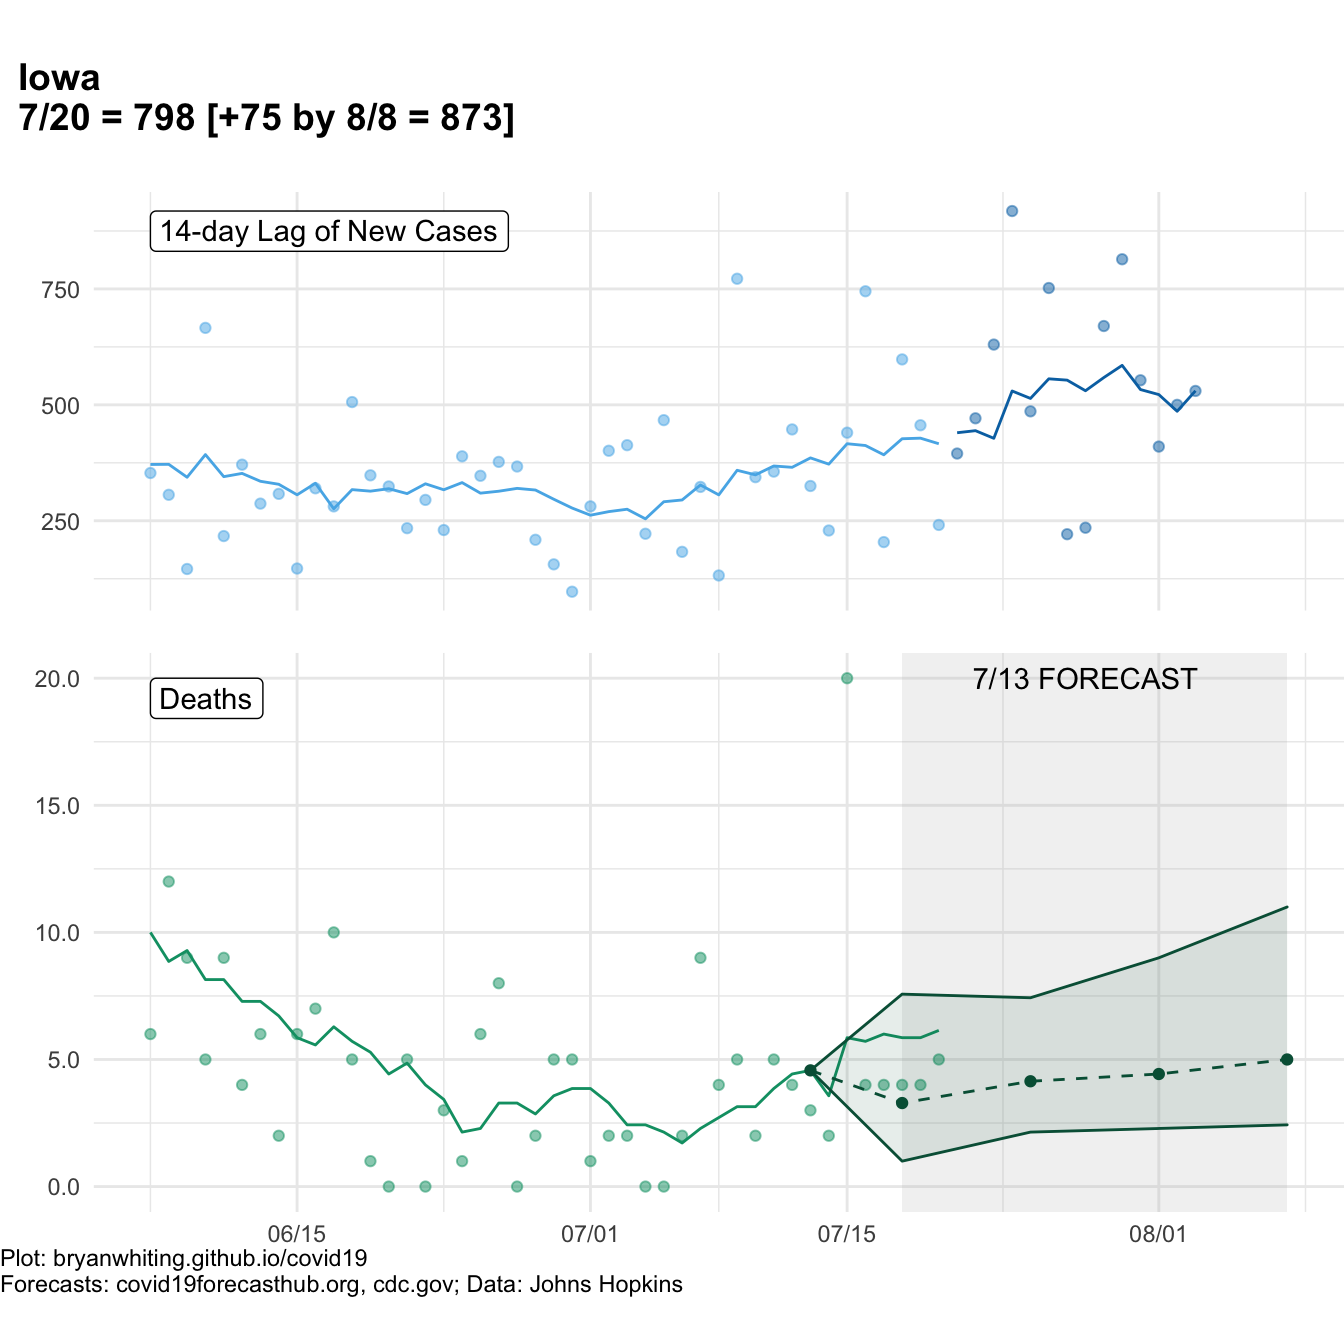 Iowa
7/20 = 798 [+75 by 8/8 = 873]
14-day Lag of New Cases
750
500
250
20.0
7/13 FORECAST
Deaths
15.0
10.0
5.0
0.0
06/15
07/01
07/15
08/01
Plot: bryanwhiting.github.io/covid19
Forecasts: covid19forecasthub.org, cdc.gov; Data: Johns Hopkins